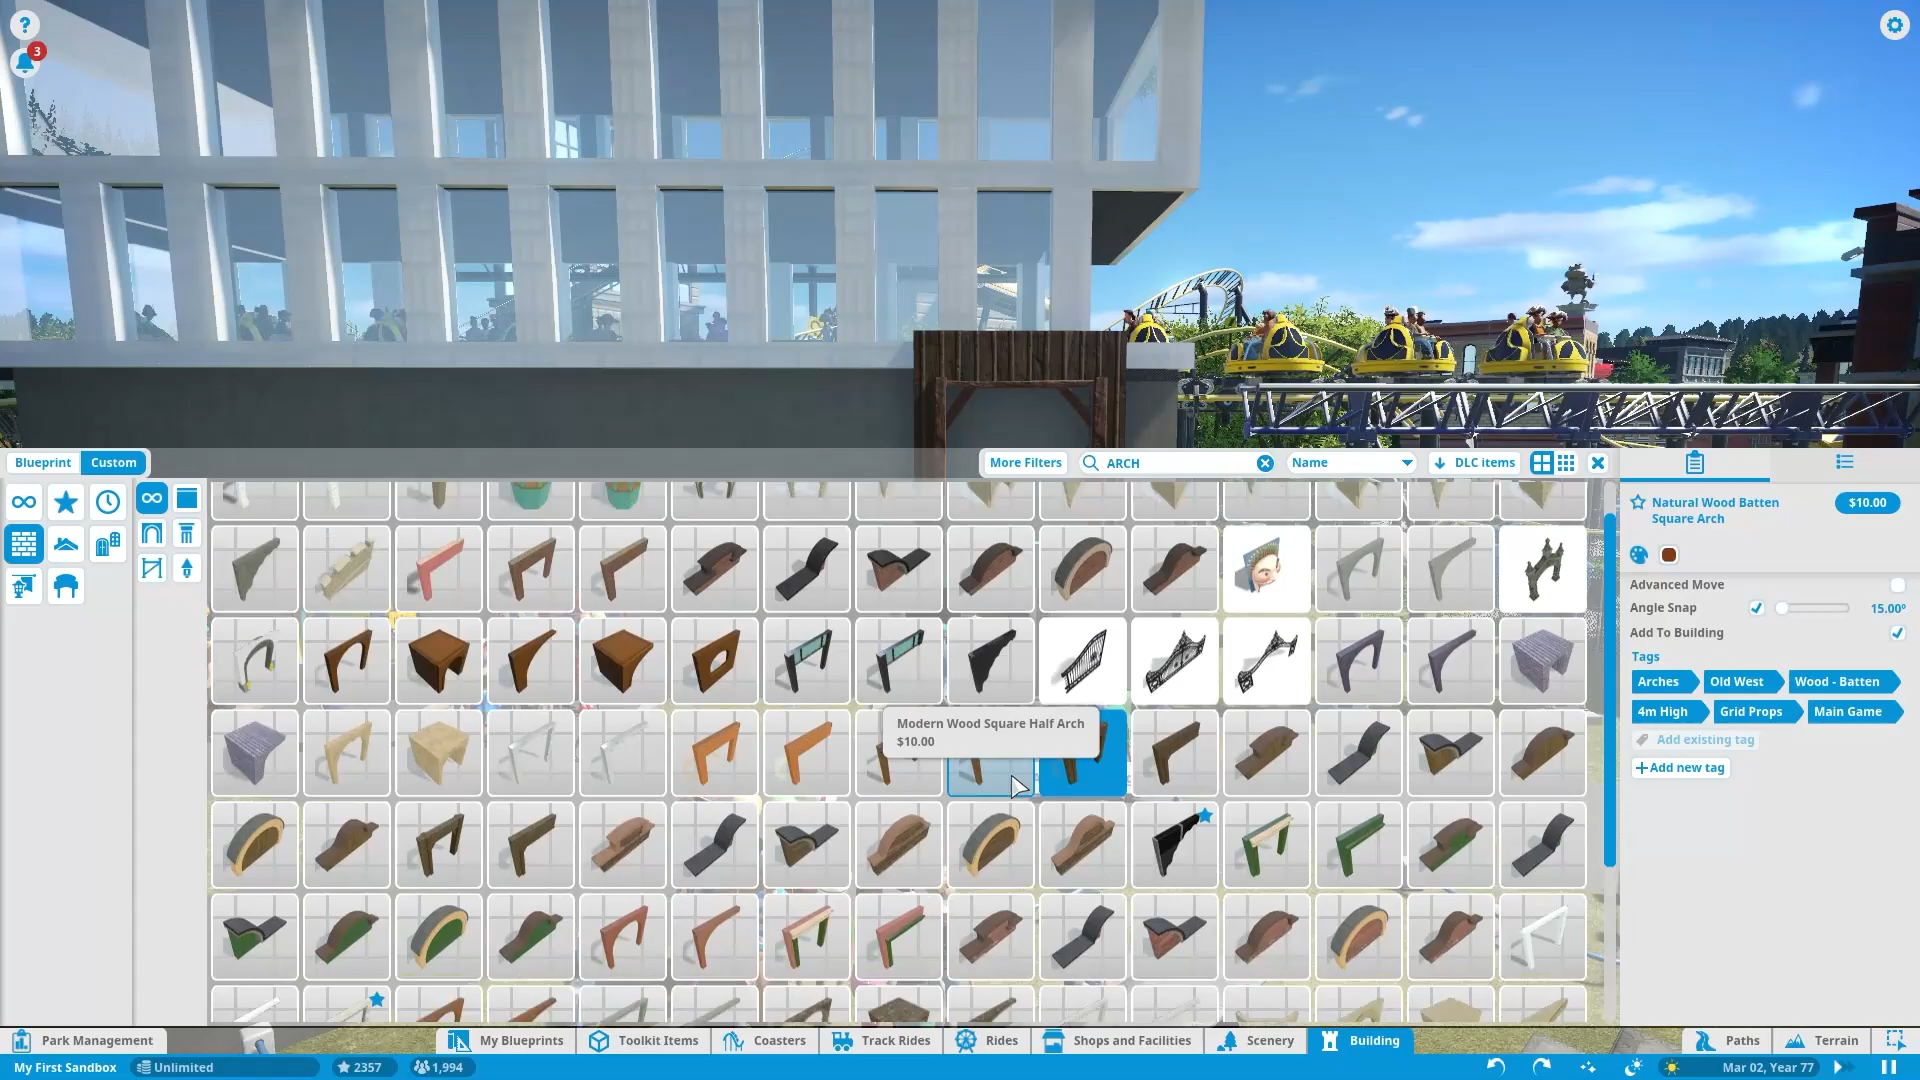 ?
3
Blueprint
Custom
More Filters
ARCH
Name
DLC items
Natural Wood Batten
Square Arch
$10.00
Advanced Move
Angle Snap
15.00°
Add To Building
Tags
Arches
Old West
Wood - Batten
4m High
Grid Props
Main Game
Add existing tag
+Add new tag
Modern Wood Square Half Arch
$10.00
Park Management
My Blueprints
Toolkit Items
Coasters
Track Rides
Rides
Shops and Facilities
Scenery
Building
Paths
Terrain
My First Sandbox
Unlimited
2357
1,994
Mar 02, Year 77